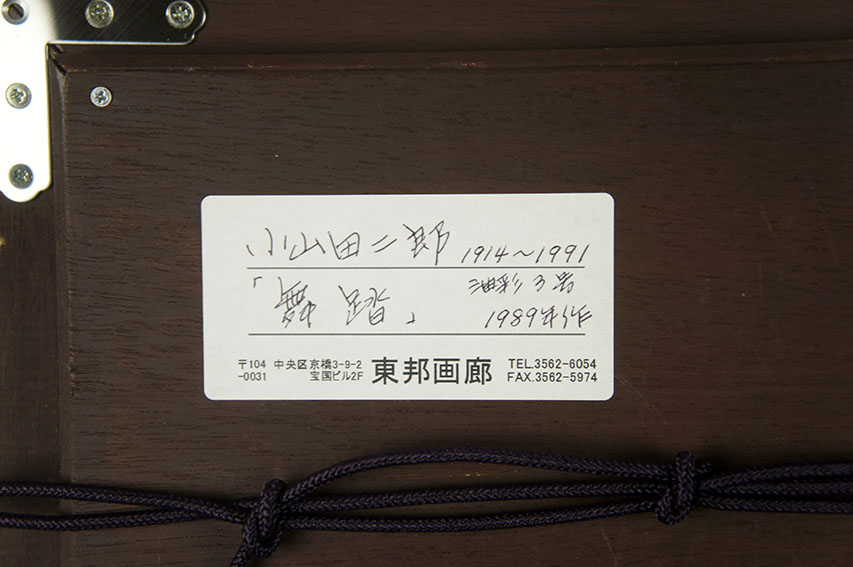 小山田二郎 1914～1991
「舞踏」 油彩3号
1989年作
〒104-0031 中央区京橋3-9-2 宝国ビル2F 東邦画廊 TEL.3562-6054
FAX.3562-5974